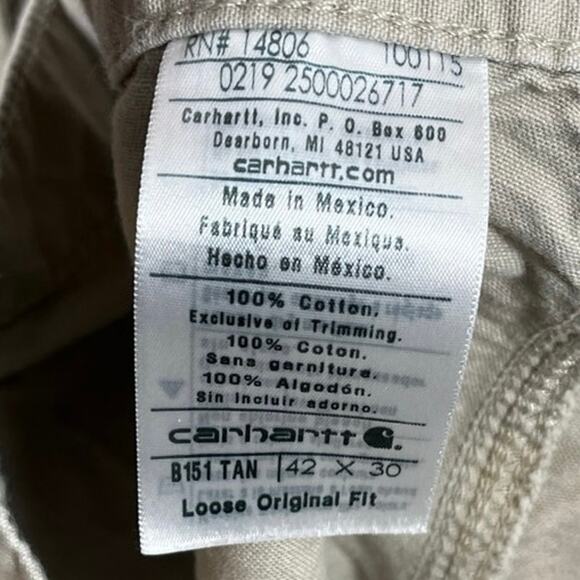 RN# 14806 100115
0219 2500026717
Carhartt, Inc. P. O. Box 600
Dearborn, MI 48121 USA
carhartt.com
Made in Mexico.
Fabriqué au Mexique.
Hecho en México.
100% Cotton.
Exclusive of Trimming.
100% Coton.
Sans garniture.
100% Algodón.
Sin incluir adorno.
carhartt
B151 TAN 42 X 30
Loose Original Fit